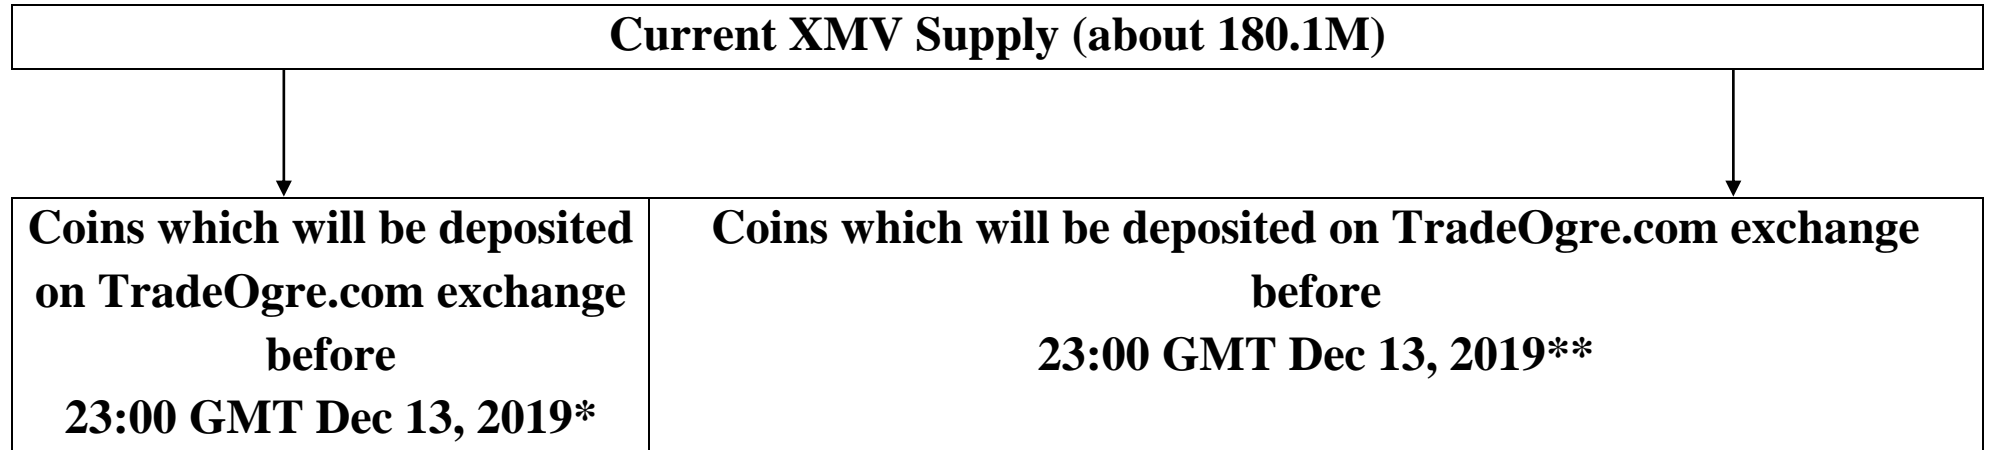 Current XMV Supply (about 180.1M)
Coins which will be deposited
on TradeOgre.com exchange
before
23:00 GMT Dec 13, 2019*
Coins which will be deposited on TradeOgre.com exchange
before
23:00 GMT Dec 13, 2019**